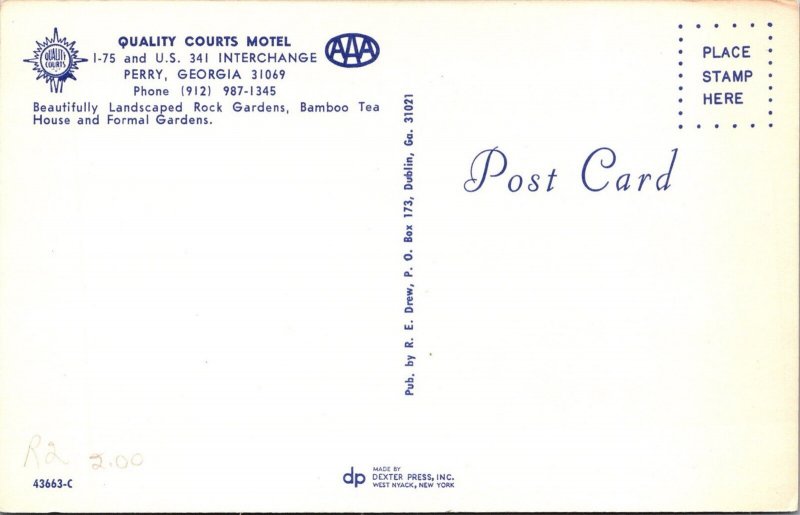 QUALITY COURTS MOTEL
I-75 and U.S. 341 INTERCHANGE
PERRY, GEORGIA 31069
Phone (912) 987-1345
QUALITY
COURTS
AAA
Beautifully Landscaped Rock Gardens, Bamboo Tea
House and Formal Gardens.
Pub. by R. E. Drew, P. O. Box 173, Dublin, Ga. 31021
PLACE
STAMP
HERE
Post Card
R2 2.00
43663-C
dp
MADE BY
DEXTER PRESS, INC.
WEST NYACK, NEW YORK